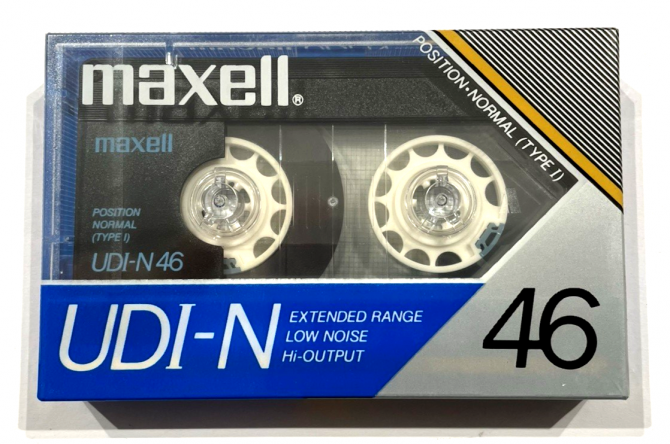 maxell®
POSITION·NORMAL (TYPE I)
maxell
POSITION
NORMAL
(TYPE I)
UDI-N 46
UDI-N
EXTENDED RANGE
LOW NOISE
Hi-OUTPUT
46